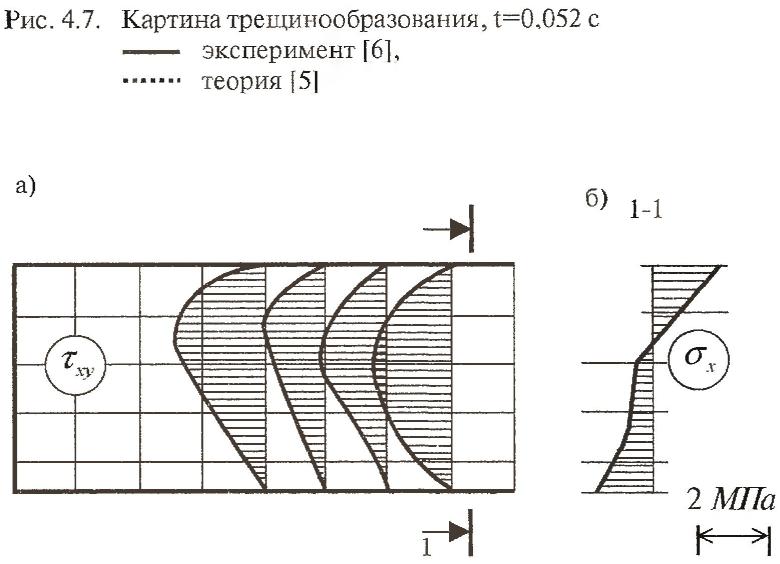 Рис. 4.7. Картина трещинообразования, t=0,052 с
эксперимент [6],
теория [5]
а)
б) 1-1
τxy
σx
2 МПа
1